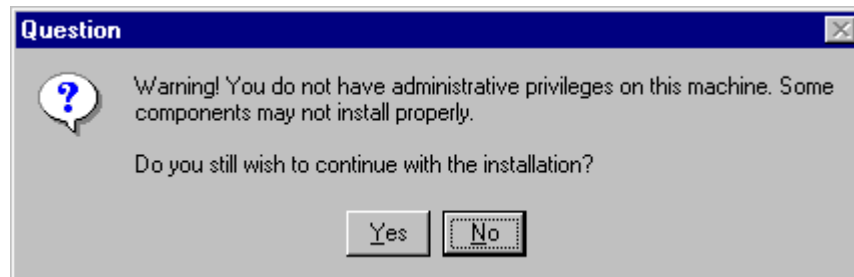 Question
Warning! You do not have administrative privileges on this machine. Some
components may not install properly.
Do you still wish to continue with the installation?
Yes
No